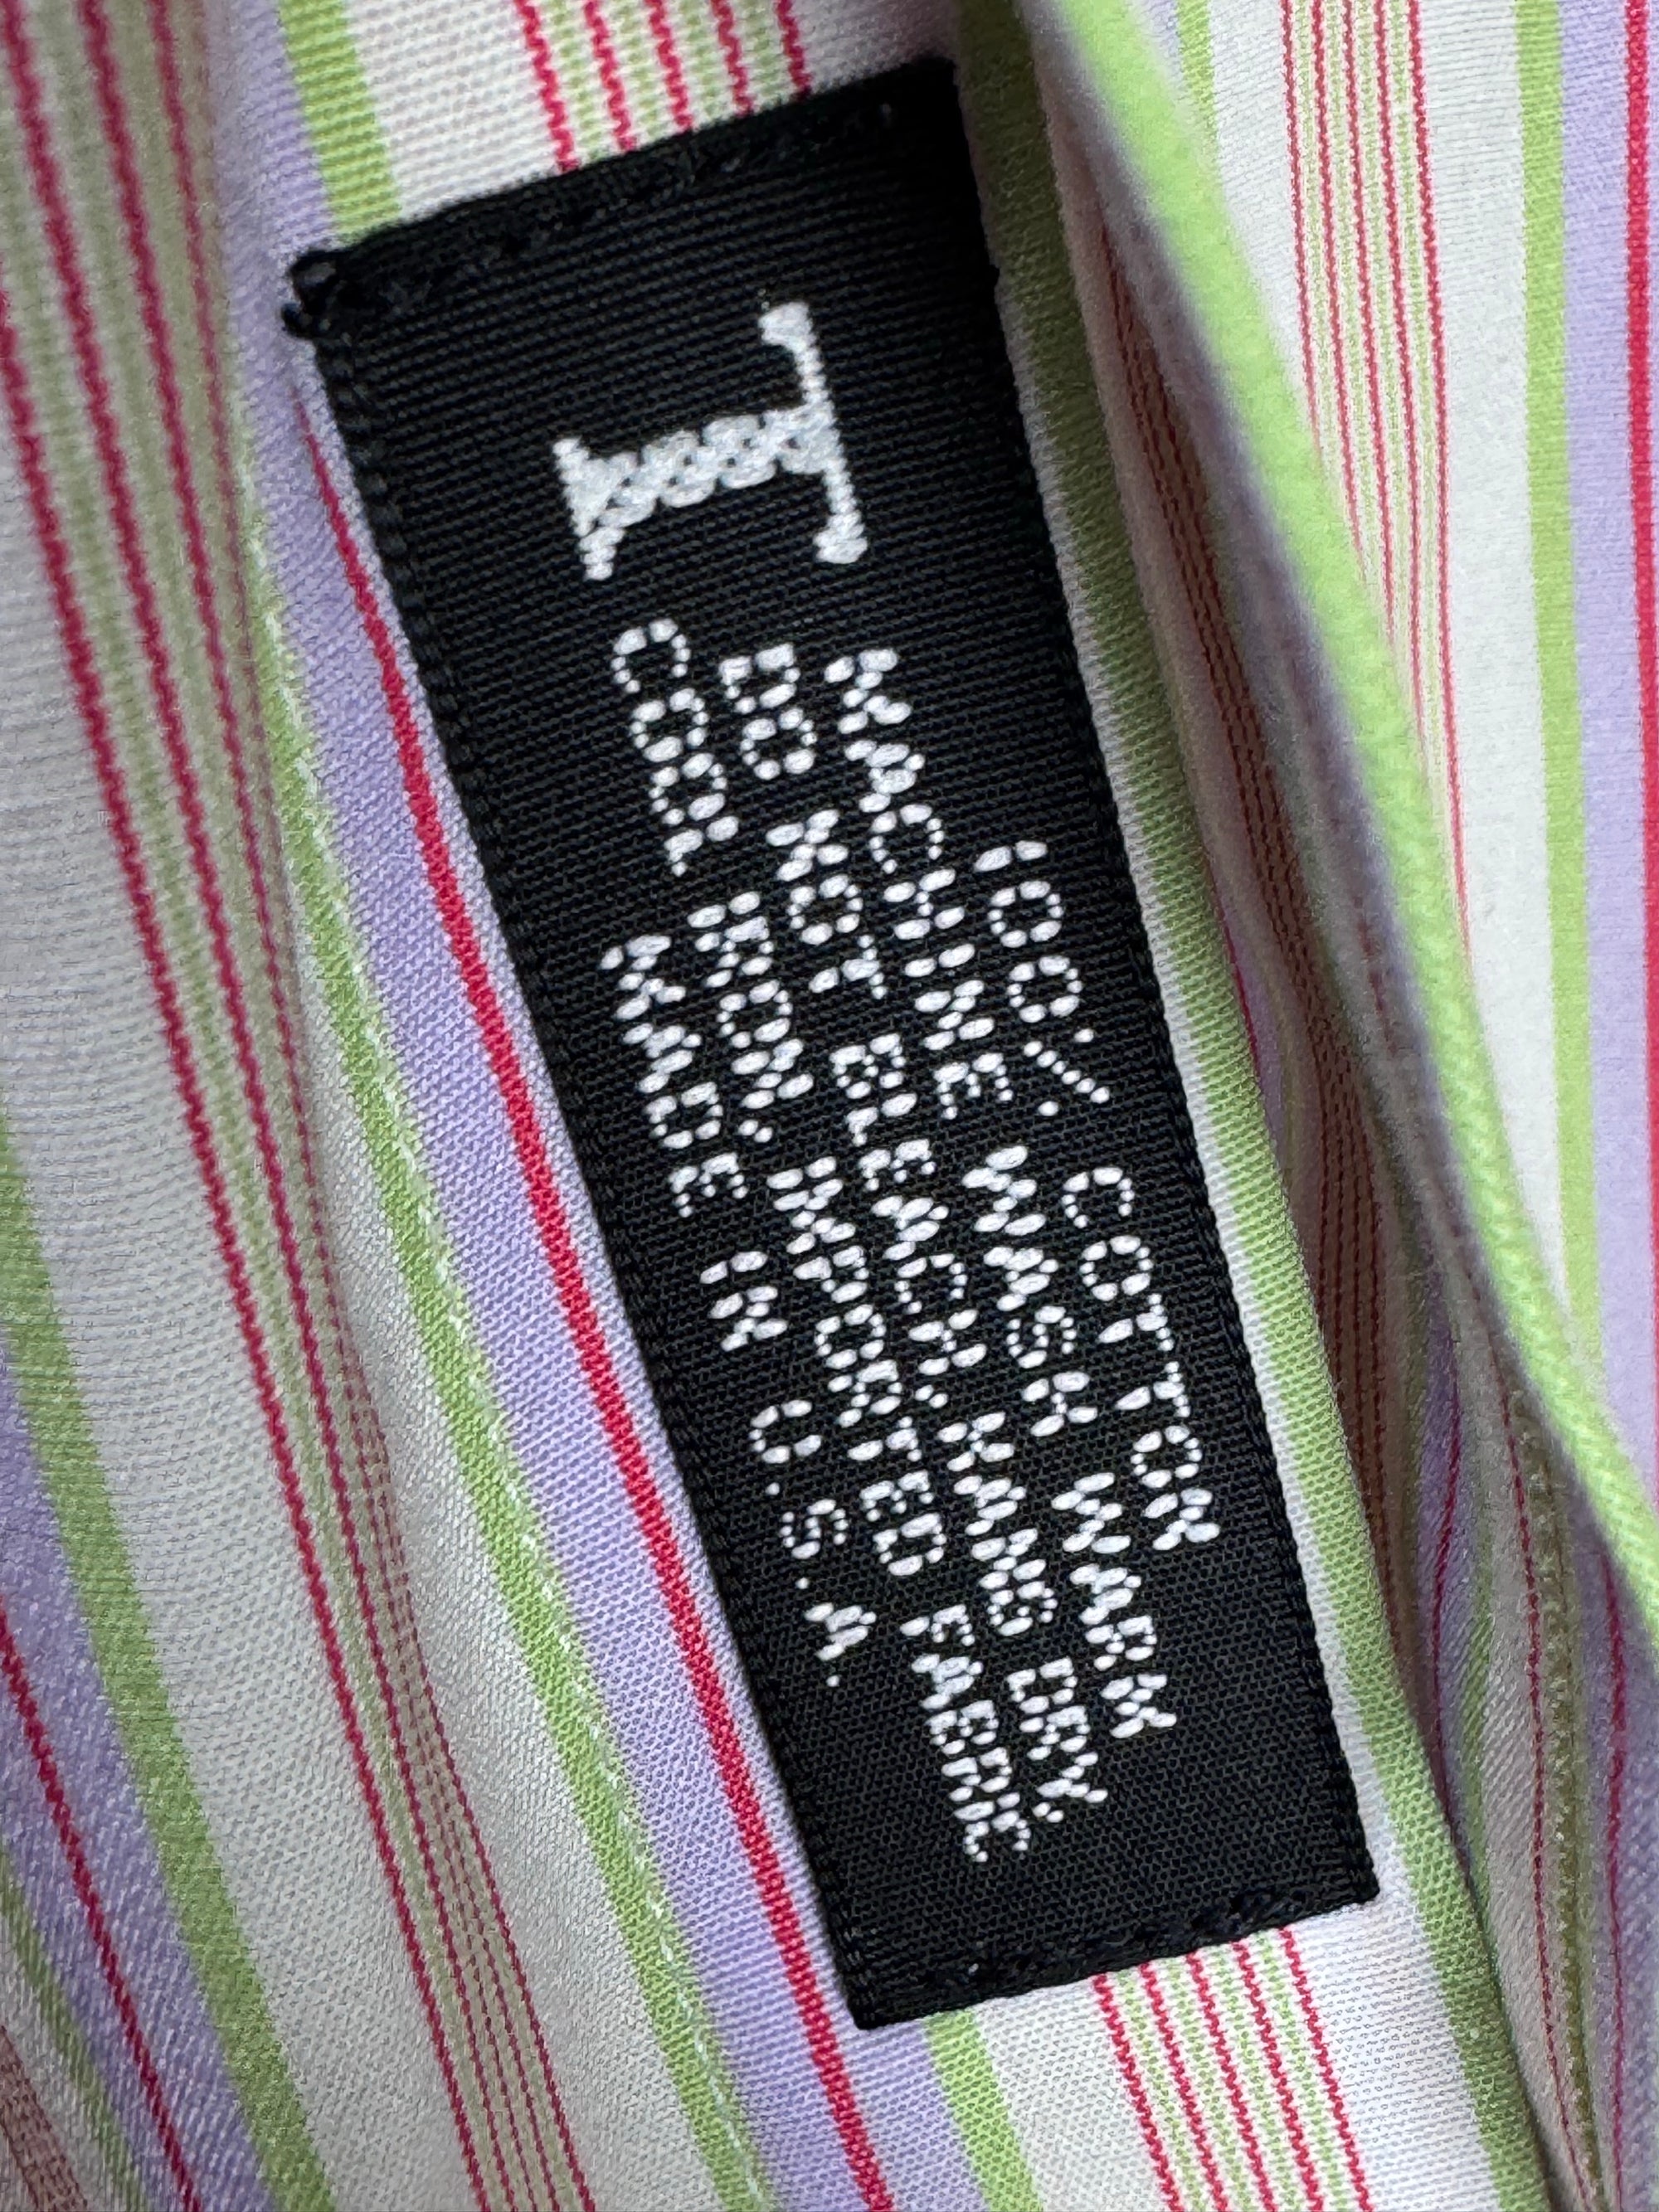 T
100% COTTON
MACHINE WASH WARM
DO NOT BLEACH, HANG DRY,
COOL IRON, IMPORTED FABRIC
MADE IN U.S.A.